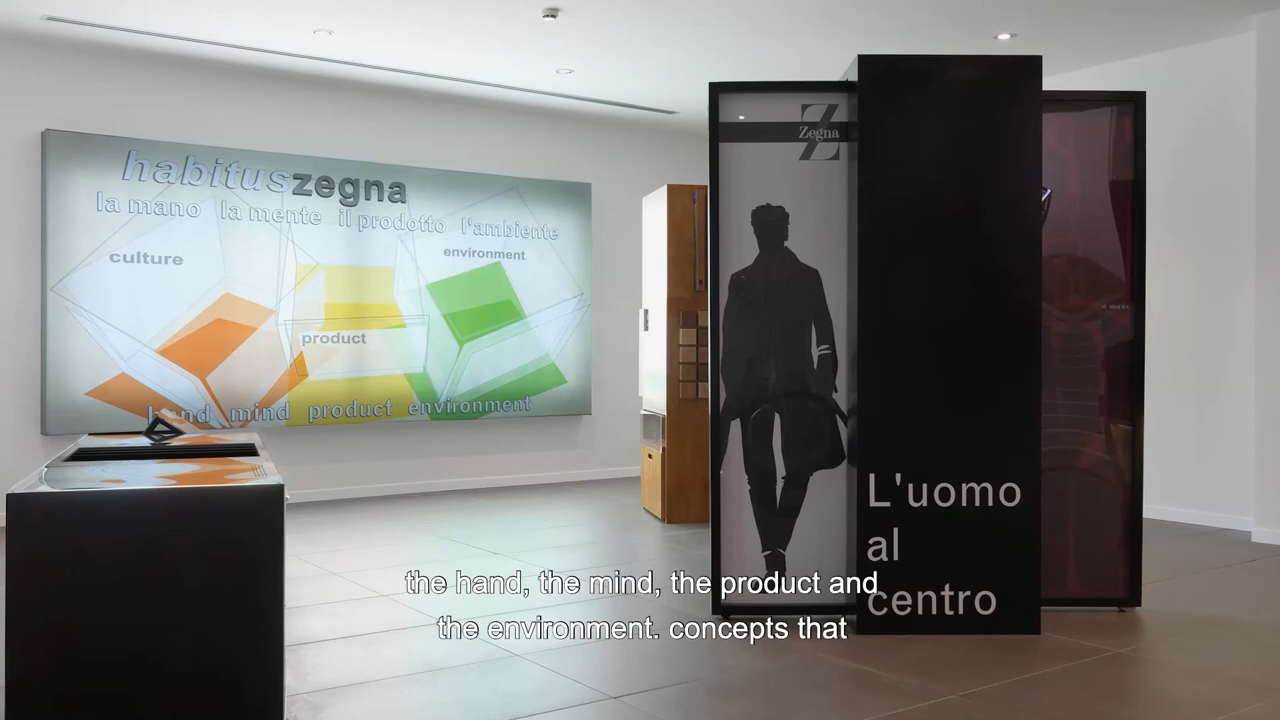 habituszegna
la mano la mente il prodotto l'ambiente
culture
environment
product
hand mind product environment
Zegna
L'uomo
al
centro
the hand, the mind, the product and
the environment. concepts that